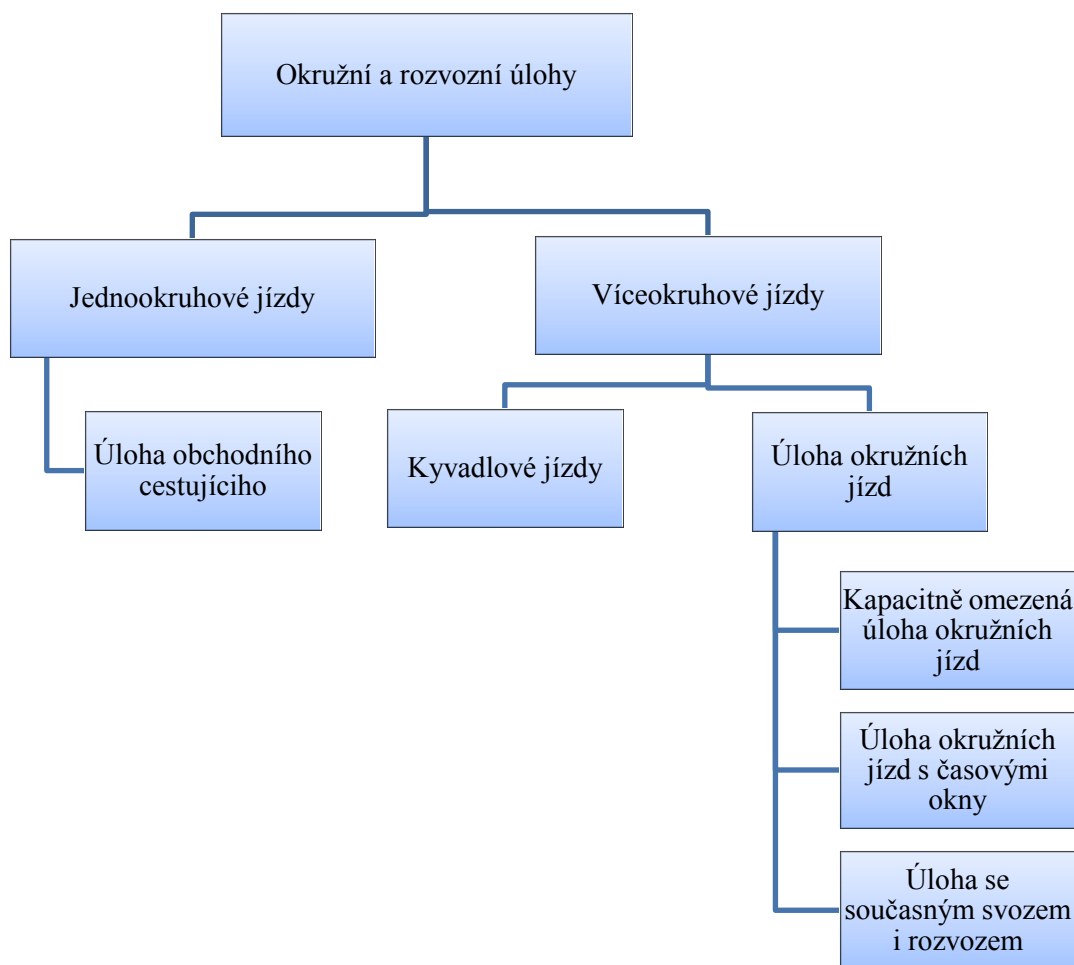 Okružní a rozvozní úlohy
Jednookruhové jízdy
Víceokruhové jízdy
Úloha obchodního
cestujícího
Kyvadlové jízdy
Úloha okružních
jízd
Kapacitně omezená
úloha okružních
jízd
Úloha okružních
jízd s časovými
okny
Úloha se
současným svozem
i rozvozem